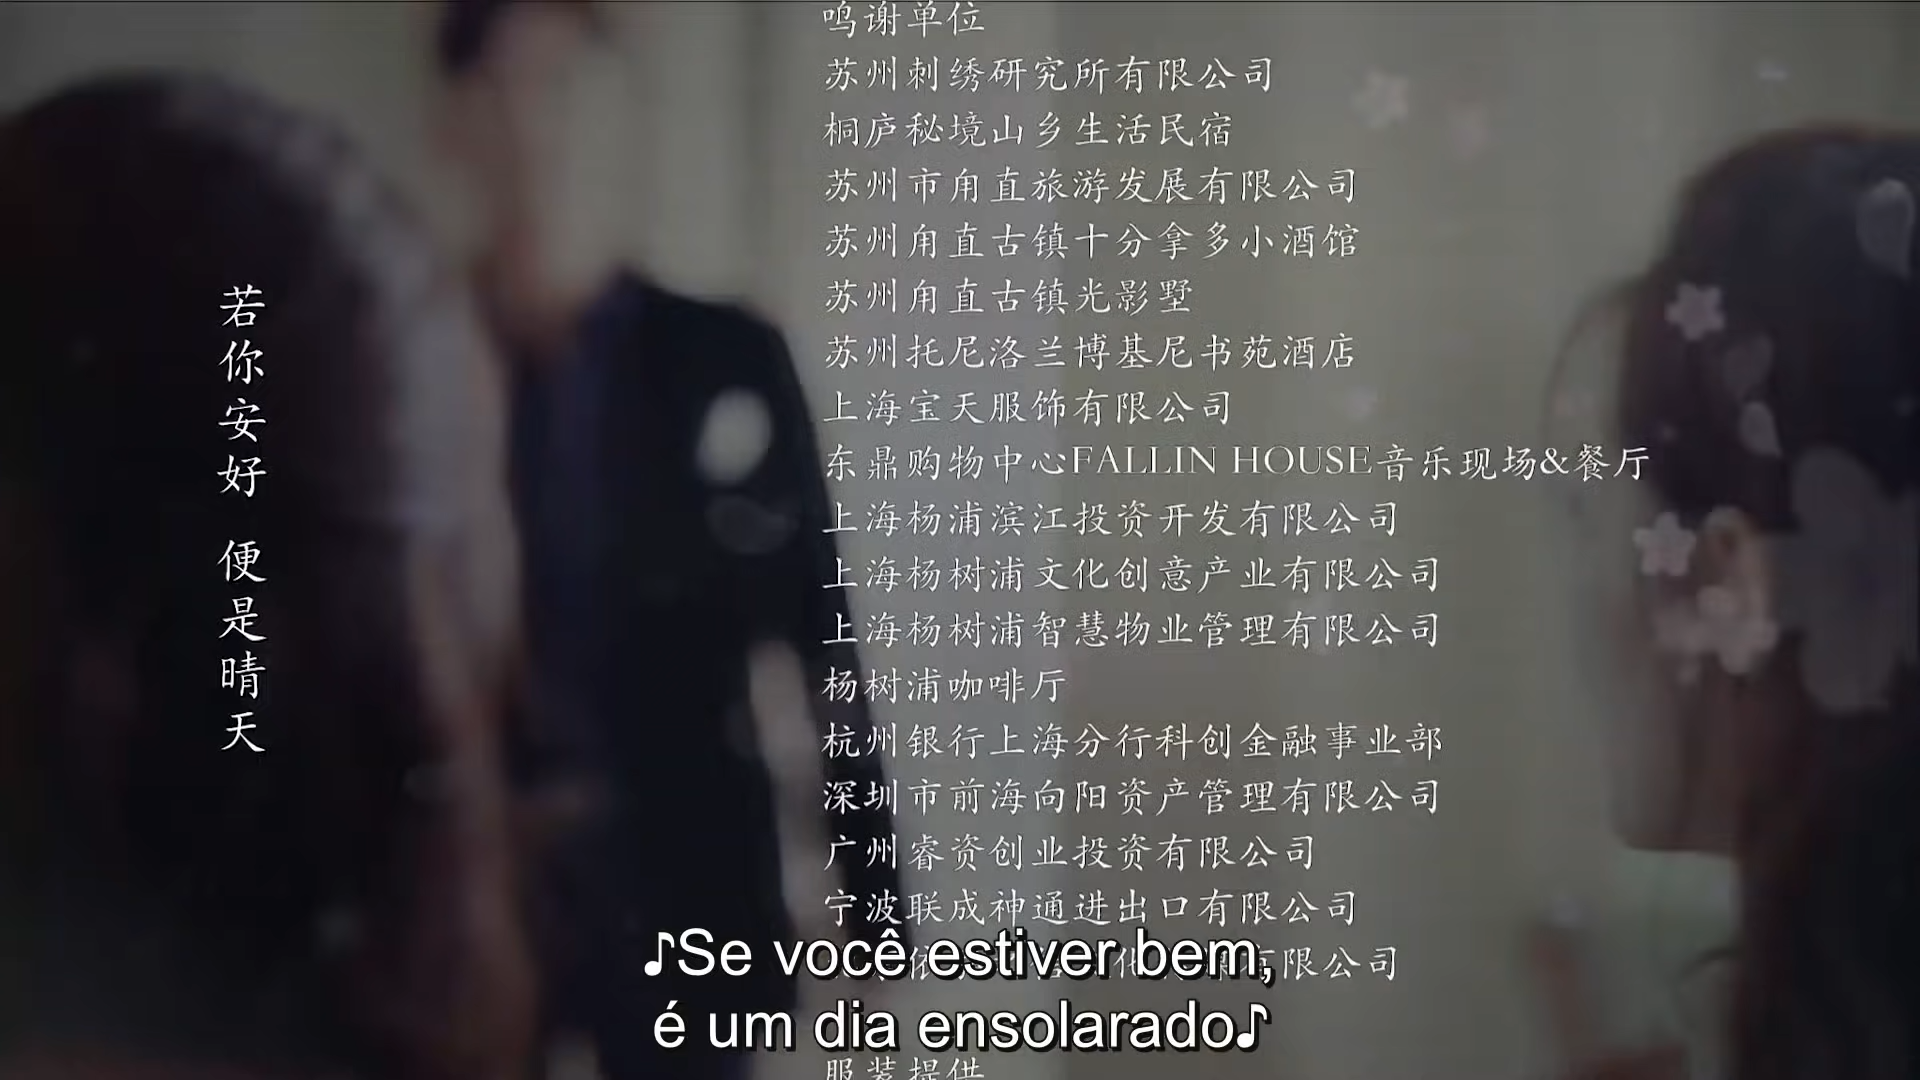 若你安好 便是晴天
鸣谢单位
苏州刺绣研究所有限公司
桐庐秘境山乡生活民宿
苏州市甪直旅游发展有限公司
苏州甪直古镇十分拿多小酒馆
苏州甪直古镇光影墅
苏州托尼洛兰博基尼书苑酒店
上海宝天服饰有限公司
东鼎购物中心FALLIN HOUSE音乐现场&餐厅
上海杨浦滨江投资开发有限公司
上海杨树浦文化创意产业有限公司
上海杨树浦智慧物业管理有限公司
杨树浦咖啡厅
杭州银行上海分行科创金融事业部
深圳市前海向阳资产管理有限公司
广州睿资创业投资有限公司
宁波联成神通进出口有限公司
限公司
♪Se você estiver bem,
é um dia ensolarado♪
服装提供